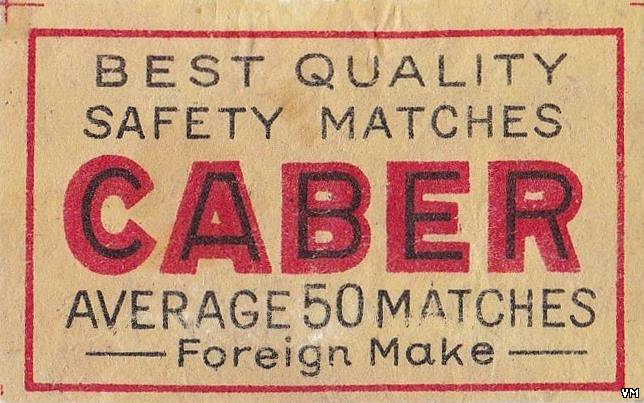 BEST QUALITY
SAFETY MATCHES
CABER
AVERAGE 50 MATCHES
— Foreign Make —
VM